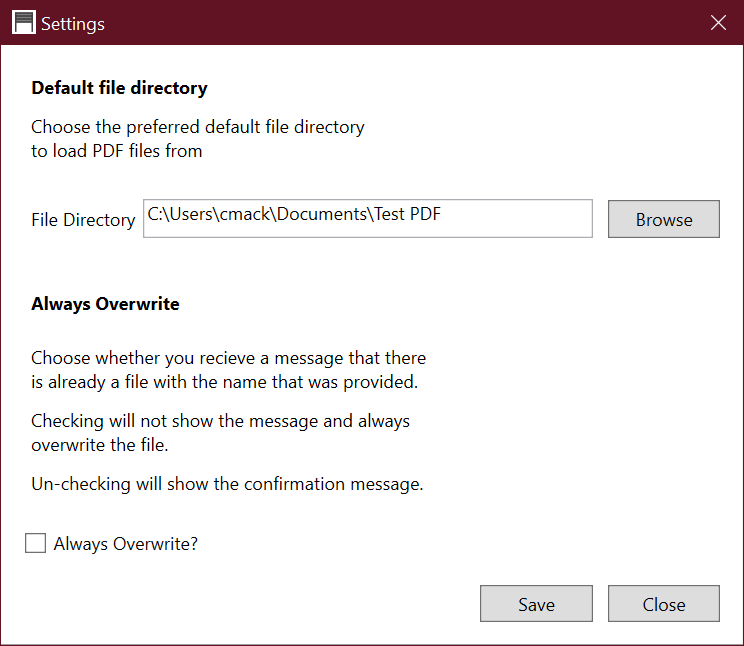 Settings
Default file directory
Choose the preferred default file directory
to load PDF files from
File Directory C:\Users\cmack\Documents\Test PDF Browse
Always Overwrite
Choose whether you recieve a message that there
is already a file with the name that was provided.
Checking will not show the message and always
overwrite the file.
Un-checking will show the confirmation message.
Always Overwrite?
Save Close